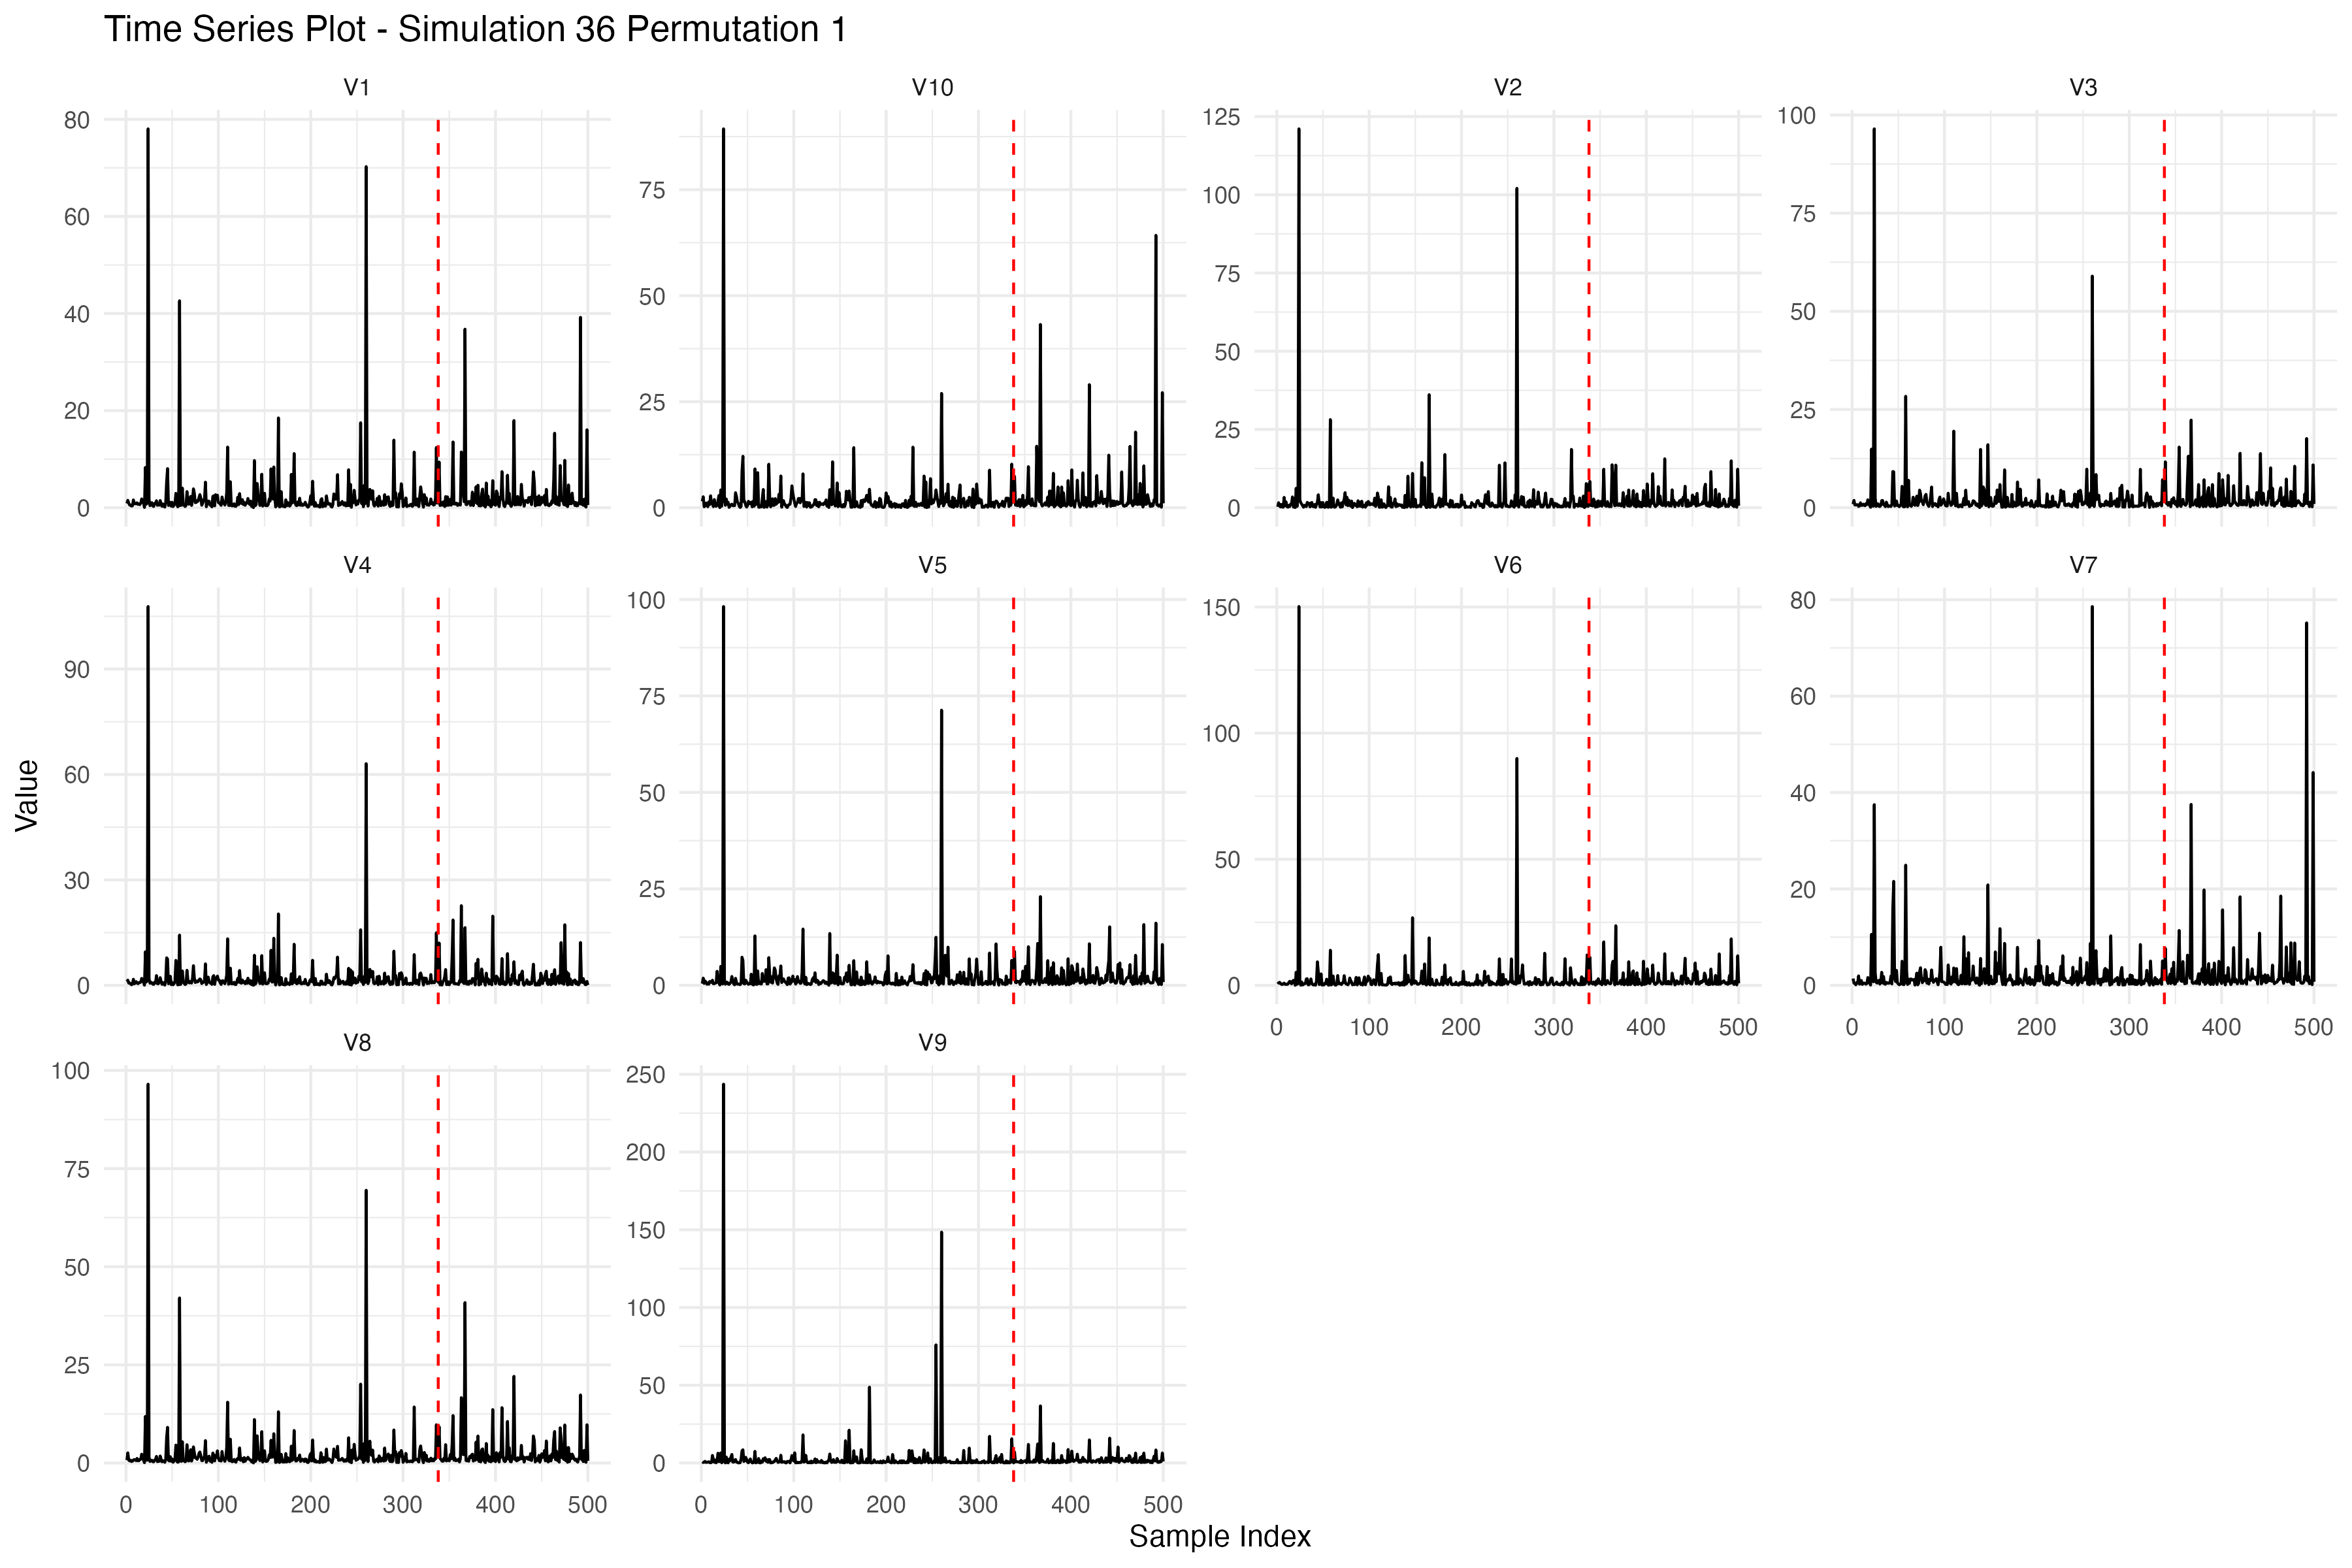 Time Series Plot - Simulation 36 Permutation 1
V1
V10
V2
V3
80
60
40
20
0
75
50
25
0
125
100
75
50
25
0
100
75
50
25
0
V4
V5
V6
V7
90
60
30
0
100
75
50
25
0
150
100
50
0
80
60
40
20
0
0 100 200 300 400 500
0 100 200 300 400 500
V8
V9
100
75
50
25
0
250
200
150
100
50
0
0 100 200 300 400 500
0 100 200 300 400 500
Value
Sample Index